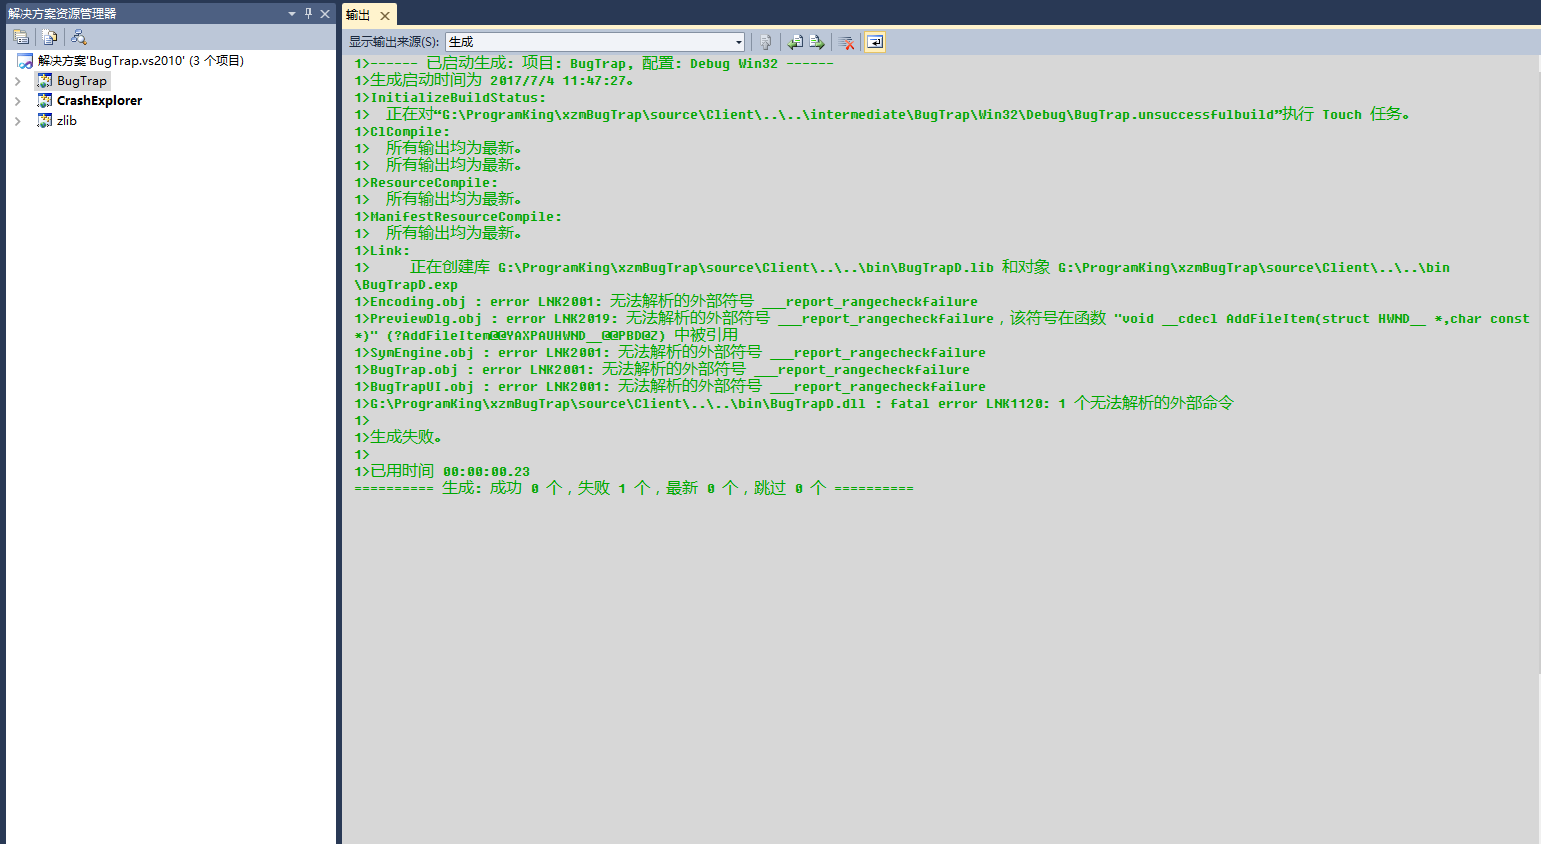 解决方案资源管理器
解决方案'BugTrap.vs2010' (3 个项目)
BugTrap
CrashExplorer
zlib
输出
显示输出来源(S): 生成
1>------ 已启动生成: 项目: BugTrap, 配置: Debug Win32 ------
1>生成启动时间为 2017/7/4 11:47:27。
1>InitializeBuildStatus:
1>  正在对“G:\ProgramKing\xzmBugTrap\source\Client\..\..\intermediate\BugTrap\Win32\Debug\BugTrap.unsuccessfulbuild”执行 Touch 任务。
1>ClCompile:
1>  所有输出均为最新。
1>  所有输出均为最新。
1>ResourceCompile:
1>  所有输出均为最新。
1>ManifestResourceCompile:
1>  所有输出均为最新。
1>Link:
1>     正在创建库 G:\ProgramKing\xzmBugTrap\source\Client\..\..\bin\BugTrapD.lib 和对象 G:\ProgramKing\xzmBugTrap\source\Client\..\..\bin
\BugTrapD.exp
1>Encoding.obj : error LNK2001: 无法解析的外部符号 ___report_rangecheckfailure
1>PreviewDlg.obj : error LNK2019: 无法解析的外部符号 ___report_rangecheckfailure，该符号在函数 "void __cdecl AddFileItem(struct HWND__ *,char const
*)" (?AddFileItem@@YAXPAUHWND__@@PBD@Z) 中被引用
1>SymEngine.obj : error LNK2001: 无法解析的外部符号 ___report_rangecheckfailure
1>BugTrap.obj : error LNK2001: 无法解析的外部符号 ___report_rangecheckfailure
1>BugTrapUI.obj : error LNK2001: 无法解析的外部符号 ___report_rangecheckfailure
1>G:\ProgramKing\xzmBugTrap\source\Client\..\..\bin\BugTrapD.dll : fatal error LNK1120: 1 个无法解析的外部命令
1>
1>生成失败。
1>
1>已用时间 00:00:00.23
========== 生成: 成功 0 个，失败 1 个，最新 0 个，跳过 0 个 ==========